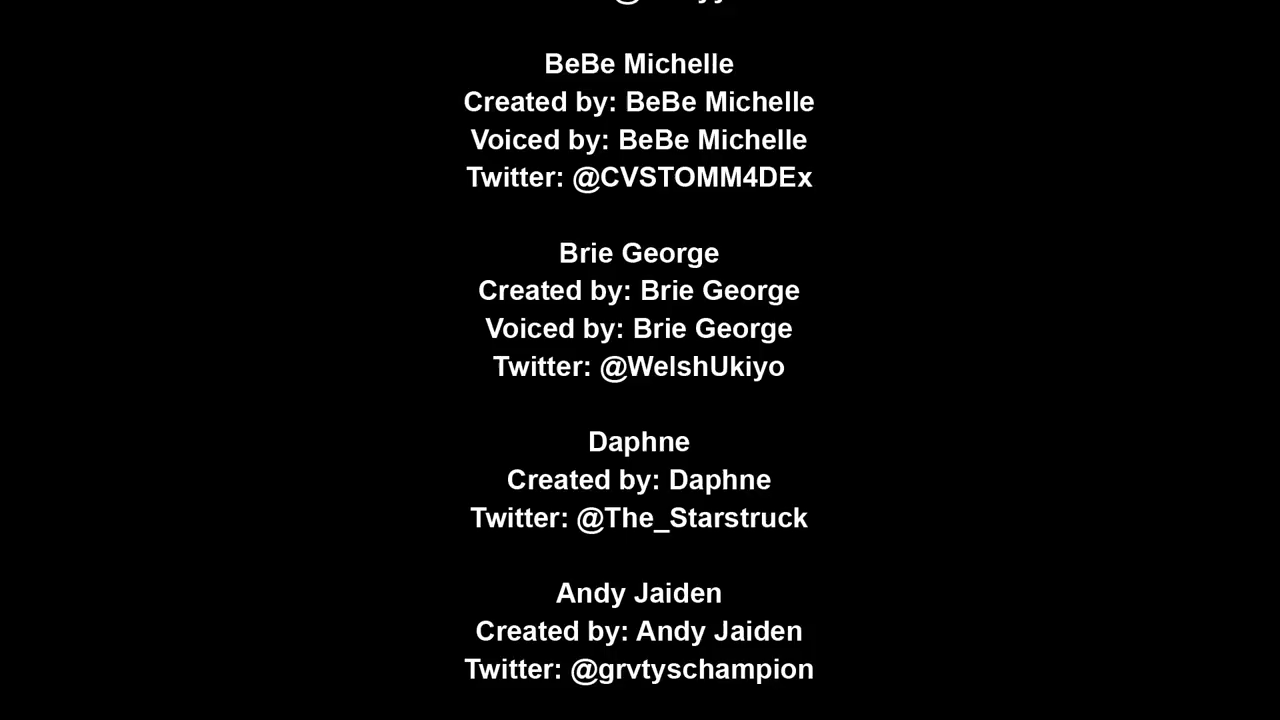 BeBe Michelle
Created by: BeBe Michelle
Voiced by: BeBe Michelle
Twitter: @CVSTOMM4DEx
Brie George
Created by: Brie George
Voiced by: Brie George
Twitter: @WelshUkiyo
Daphne
Created by: Daphne
Twitter: @The_Starstruck
Andy Jaiden
Created by: Andy Jaiden
Twitter: @grvtyschampion